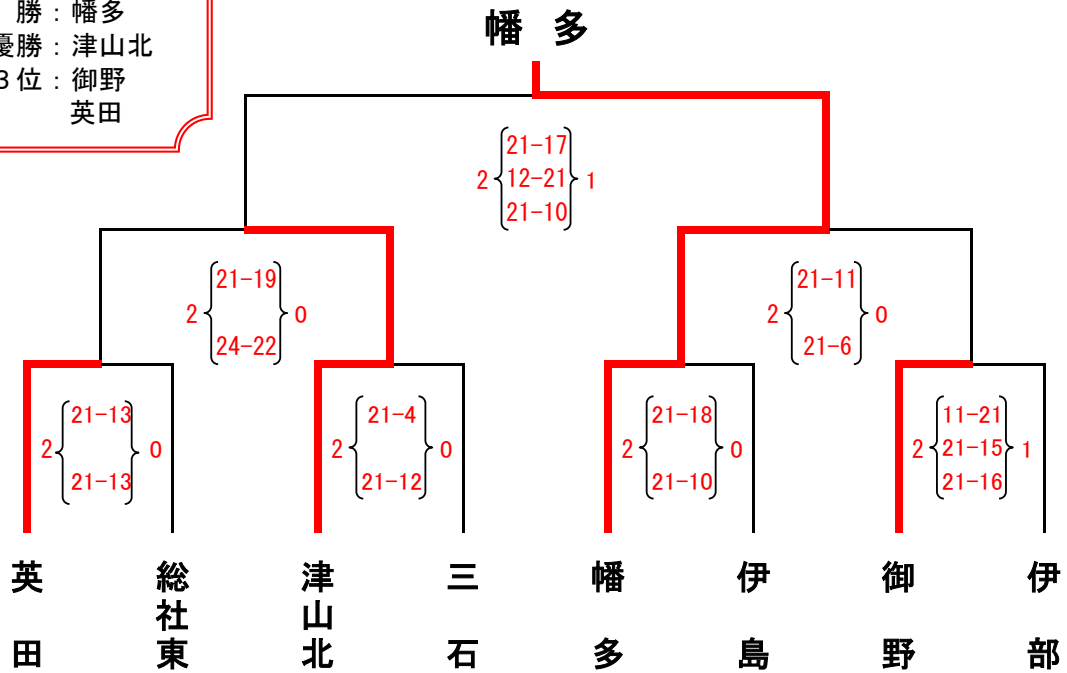 勝：幡多
優勝：津山北
3位：御野
英田
幡多
21-17
2 12-21 1
21-10
21-19
2 0
24-22
21-11
2 0
21-6
21-13
2 0
21-13
21-4
2 0
21-12
21-18
2 0
21-10
11-21
2 21-15 1
21-16
英田
総社東
津山北
三石
幡多
伊島
御野
伊部